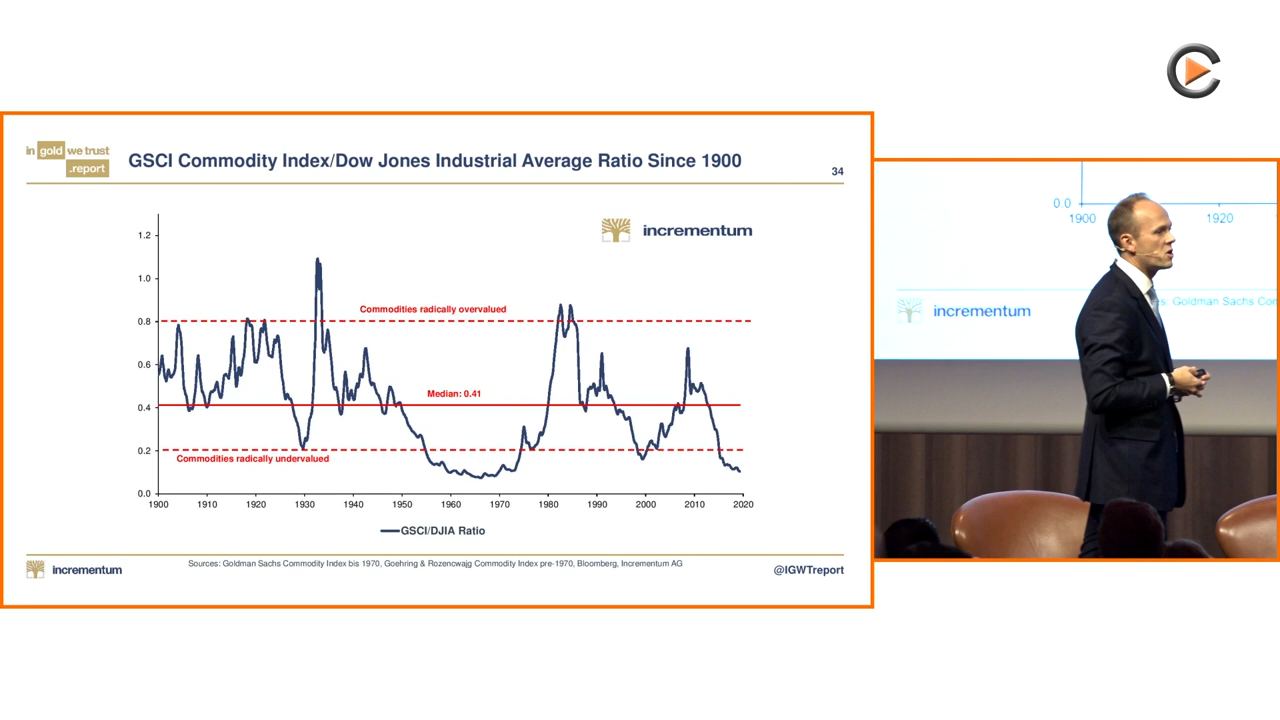 in gold we trust
.report
GSCI Commodity Index/Dow Jones Industrial Average Ratio Since 1900
34
incrementum
1.2
1.0
0.8
0.6
0.4
0.2
0.0
Commodities radically overvalued
Median: 0.41
Commodities radically undervalued
1900 1910 1920 1930 1940 1950 1960 1970 1980 1990 2000 2010 2020
GSCI/DJIA Ratio
Sources: Goldman Sachs Commodity Index bis 1970, Goehring & Rozenowajg Commodity Index pre-1970, Bloomberg, Incrementum AG
incrementum
@IGWTreport
0.0
1900 1920
Goldman Sachs
incrementum